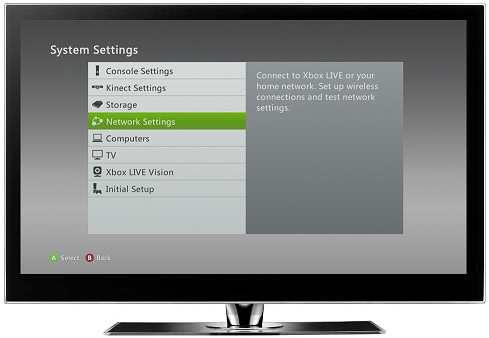 System Settings
Console Settings
Kinect Settings
Storage
Network Settings
Computers
TV
Xbox LIVE Vision
Initial Setup
Connect to Xbox LIVE or your
home network. Set up wireless
connections and test network
settings.
A Select B Back